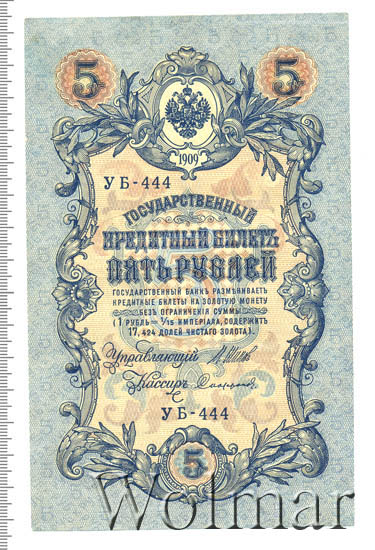 5 5
1909
УБ-444
ГОСУДАРСТВЕННЫЙ
КРЕДИТНЫЙ БИЛЕТЪ
ПЯТЬ РУБЛЕЙ
ГОСУДАРСТВЕННЫЙ БАНКЪ РАЗМѢНИВАЕТЪ
КРЕДИТНЫЕ БИЛЕТЫ НА ЗОЛОТУЮ МОНЕТУ
БЕЗЪ ОГРАНИЧЕНІЯ СУММЫ
(1 РУБЛЬ = 1/15 ИМПЕРІАЛА, СОДЕРЖИТЪ
17,424 ДОЛЕЙ ЧИСТАГО ЗОЛОТА).
Управляющій
Кассиръ
УБ-444
5
Wolmar